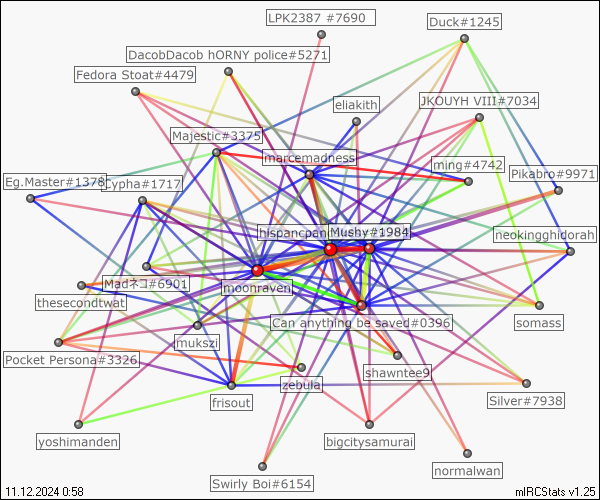 LPK2387 #7690
Duck#1245
DacobDacob hORNY police#5271
Fedora Stoat#4479
eliakith
JKOUYH VIII#7034
Majestic#3375
marcemadness
ming#4742
Pikabro#9971
Eg.Master#1378
Cypha#1717
hispancpan
Mushy#1984
neokingghidorah
Madネコ#6901
moonraven
thesecondtwat
somass
Can anything be saved#0396
mukszi
Pocket Persona#3326
shawntee9
zebula
frisout
Silver#7938
yoshimanden
bigcitysamurai
normalwan
Swirly Boi#6154
11.12.2024 0:58
mIRCStats v1.25